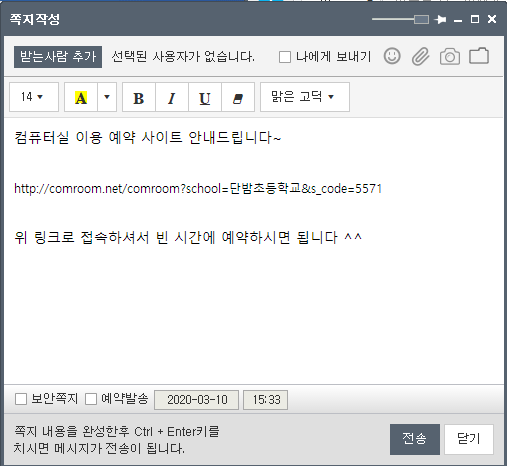 쪽지작성
받는사람 추가 선택된 사용자가 없습니다. 나에게 보내기
14 A B I U 맑은 고덕
컴퓨터실 이용 예약 사이트 안내드립니다~
http://comroom.net/comroom?school=단밤초등학교&s_code=5571
위 링크로 접속하셔서 빈 시간에 예약하시면 됩니다 ^^
보안쪽지 예약발송 2020-03-10 15:33
쪽지 내용을 완성한후 Ctrl + Enter키를
치시면 메시지가 전송이 됩니다.
전송 닫기